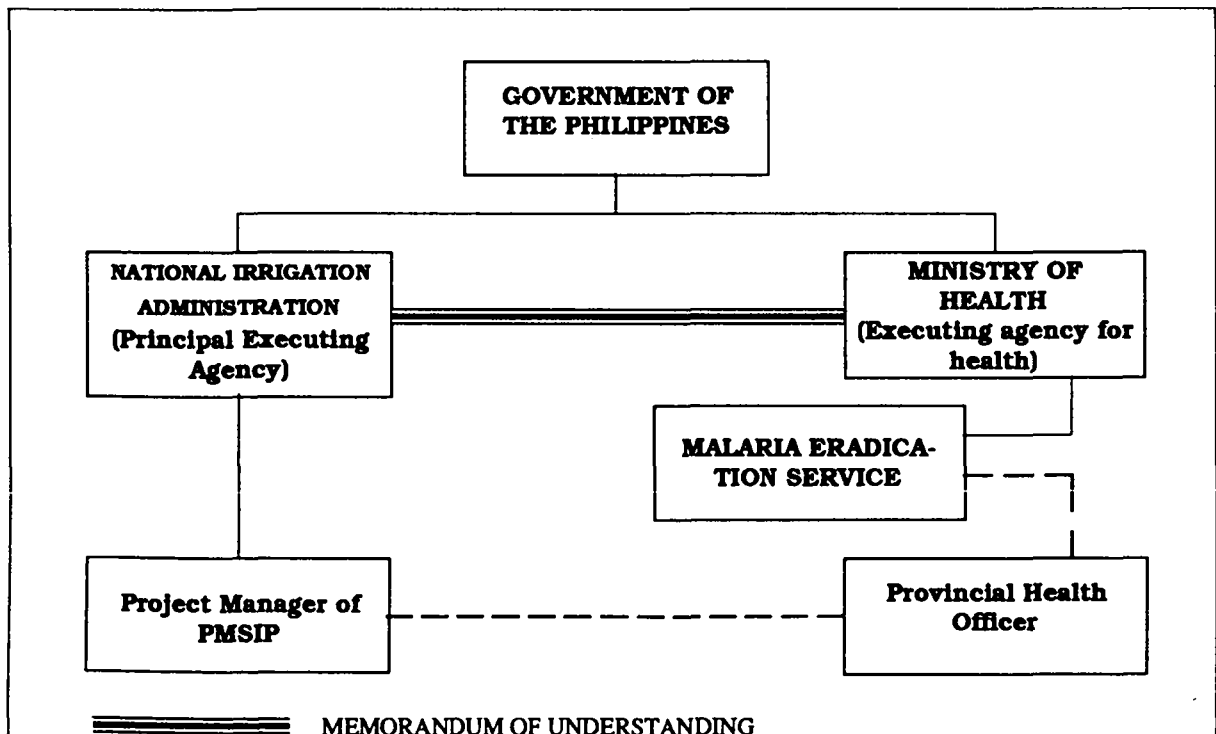 GOVERNMENT OF
THE PHILIPPINES
NATIONAL IRRIGATION
ADMINISTRATION
(Principal Executing
Agency)
MINISTRY OF
HEALTH
(Executing agency for
health)
MALARIA ERADICA-
TION SERVICE
Project Manager of
PMSIP
Provincial Health
Officer
MEMORANDUM OF UNDERSTANDING